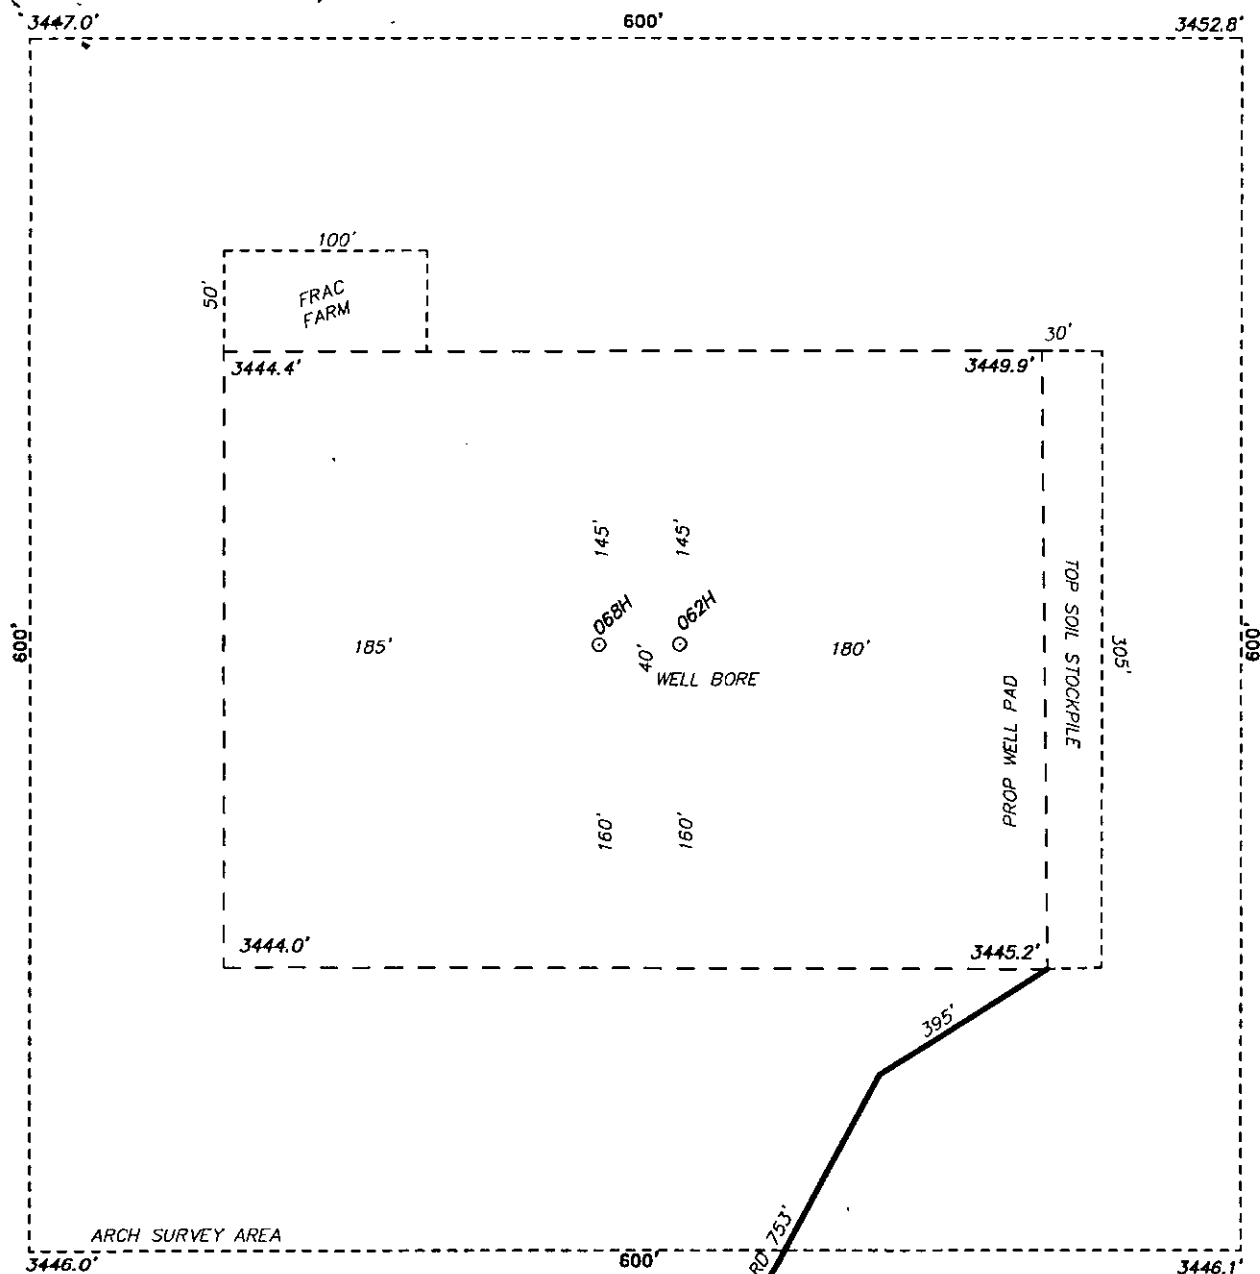 3447.0'
600'
3452.8'
100'
50'
FRAC
FARM
30'
3444.4'
3449.9'
145'
145'
068H
062H
600'
185'
40'
180'
WELL BORE
TOP SOIL STOCKPILE
305'
600'
PROP WELL PAD
160'
160'
3444.0'
3445.2'
395'
RD 753'
ARCH SURVEY AREA
3446.0'
600'
3446.1'